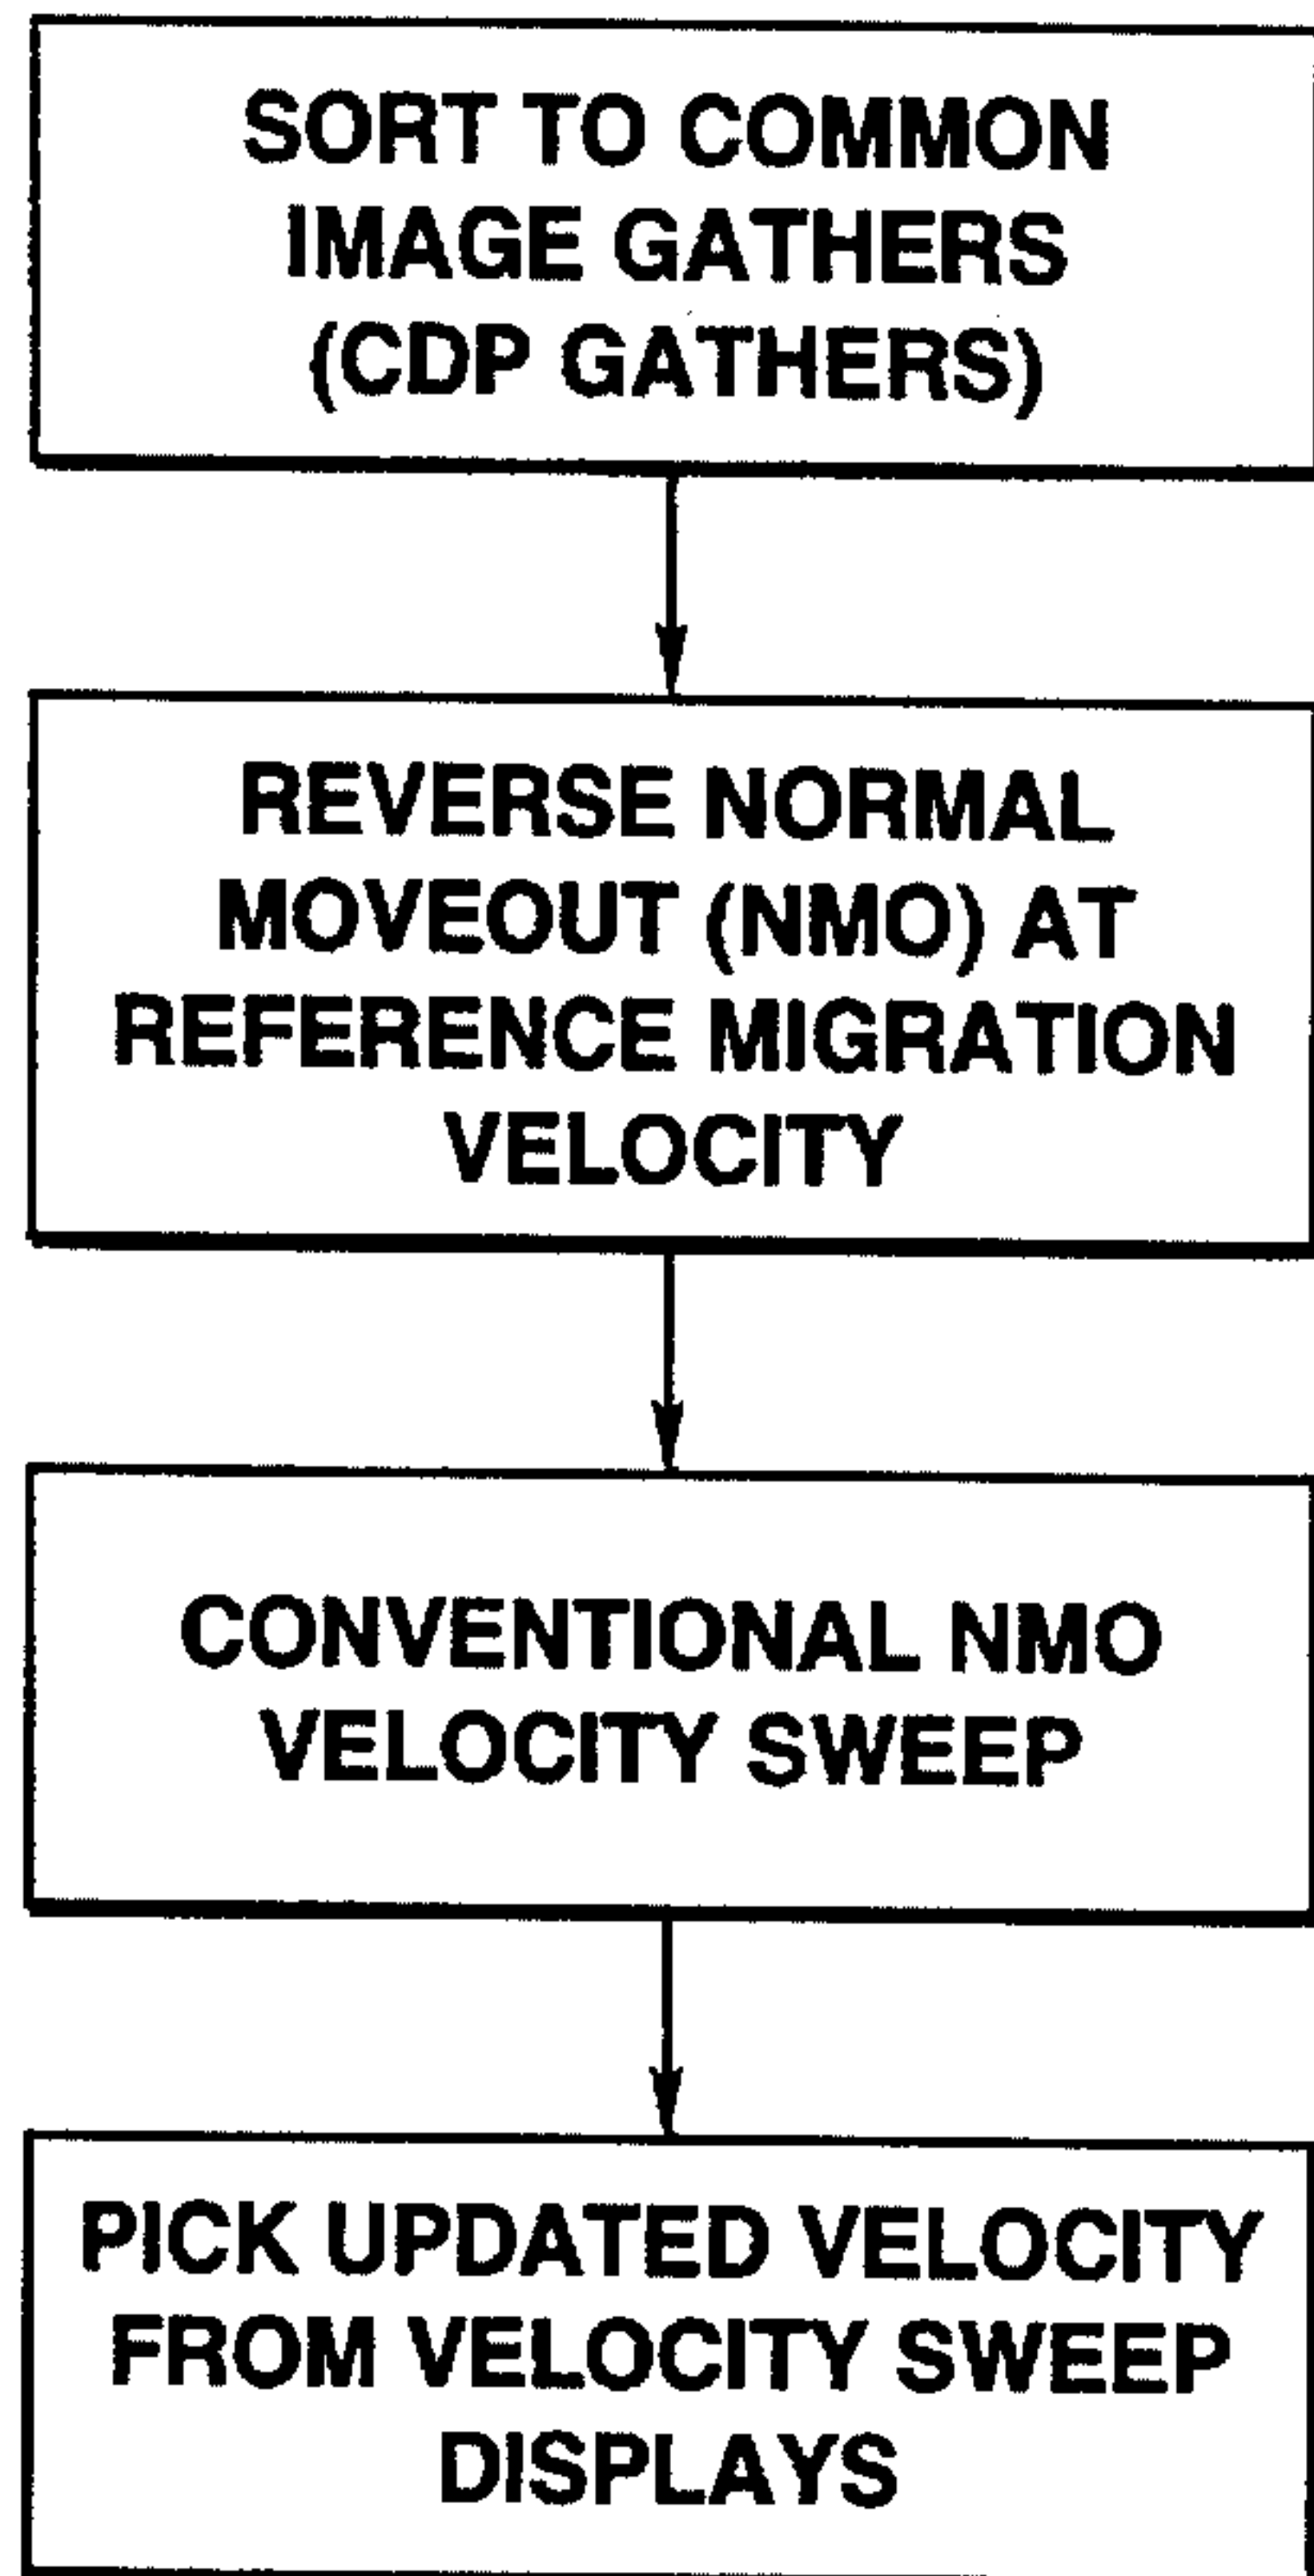 SORT TO COMMON
IMAGE GATHERS
(CDP GATHERS)
REVERSE NORMAL
MOVEOUT (NMO) AT
REFERENCE MIGRATION
VELOCITY
CONVENTIONAL NMO
VELOCITY SWEEP
PICK UPDATED VELOCITY
FROM VELOCITY SWEEP
DISPLAYS